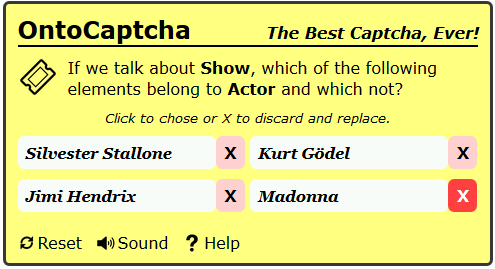 OntoCaptcha The Best Captcha, Ever!
If we talk about Show, which of the following
elements belong to Actor and which not?
Click to chose or X to discard and replace.
Silvester Stallone X Kurt Gödel X
Jimi Hendrix X Madonna X
Reset Sound ? Help